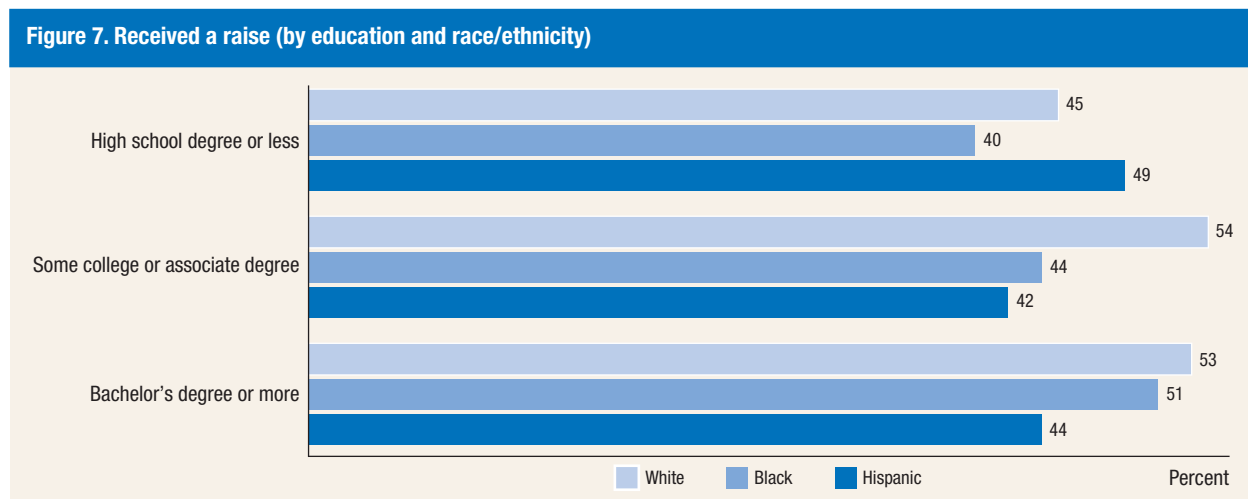 Figure 7. Received a raise (by education and race/ethnicity)
45
High school degree or less
40
49
54
Some college or associate degree
44
42
53
Bachelor’s degree or more
51
44
White Black Hispanic Percent